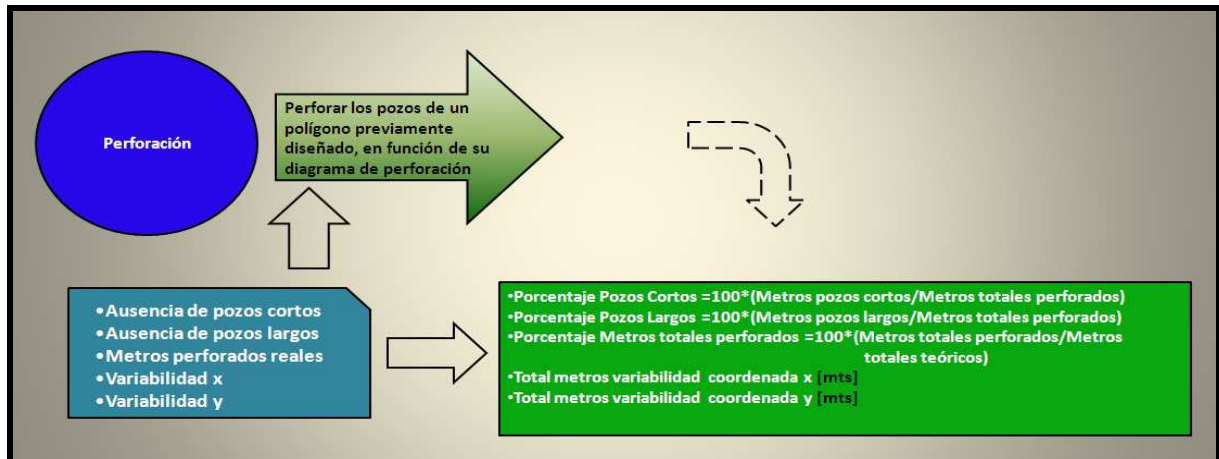 Perforación
Perforar los pozos de un
polígono previamente
diseñado, en función de su
diagrama de perforación
•Ausencia de pozos cortos
•Ausencia de pozos largos
•Metros perforados reales
•Variabilidad x
•Variabilidad y
•Porcentaje Pozos Cortos =100*(Metros pozos cortos/Metros totales perforados)
•Porcentaje Pozos Largos =100*(Metros pozos largos/Metros totales perforados)
•Porcentaje Metros totales perforados =100*(Metros totales perforados/Metros
totales teóricos)
•Total metros variabilidad coordenada x [mts]
•Total metros variabilidad coordenada y [mts]